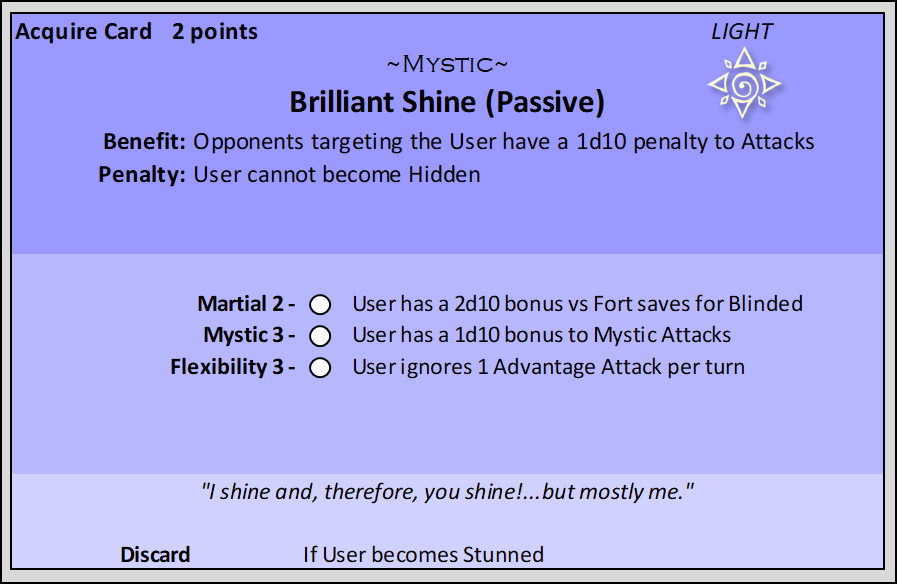 Acquire Card 2 points LIGHT
~Mystic~
Brilliant Shine (Passive)
Benefit: Opponents targeting the User have a 1d10 penalty to Attacks
Penalty: User cannot become Hidden
Martial 2 - User has a 2d10 bonus vs Fort saves for Blinded
Mystic 3 - User has a 1d10 bonus to Mystic Attacks
Flexibility 3 - User ignores 1 Advantage Attack per turn
"I shine and, therefore, you shine!...but mostly me."
Discard If User becomes Stunned